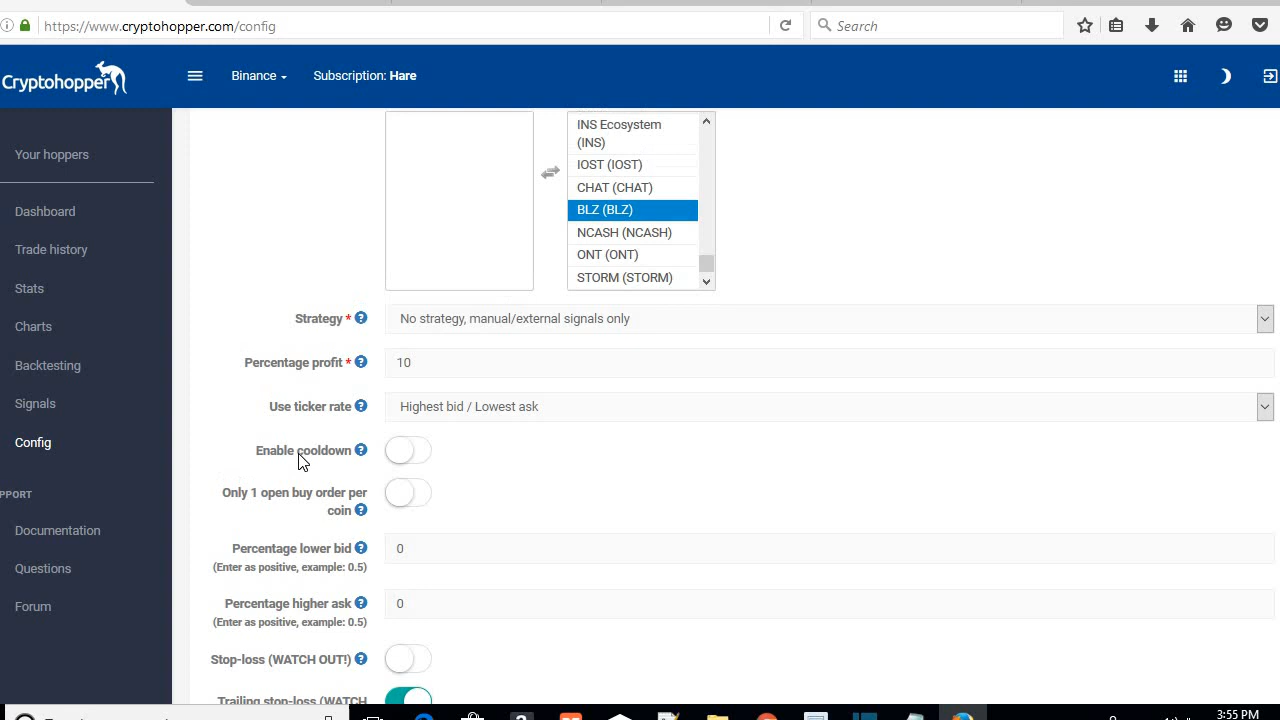 https://www.cryptohopper.com/config
Search
Cryptohopper
Binance
Subscription: Hare
Your hoppers
Dashboard
Trade history
Stats
Charts
Backtesting
Signals
Config
PPORT
Documentation
Questions
Forum
INS Ecosystem
(INS)
IOST (IOST)
CHAT (CHAT)
BLZ (BLZ)
NCASH (NCASH)
ONT (ONT)
STORM (STORM)
Strategy * ?
No strategy, manual/external signals only
Percentage profit * ?
10
Use ticker rate ?
Highest bid / Lowest ask
Enable cooldown ?
Only 1 open buy order per
coin ?
Percentage lower bid ?
(Enter as positive, example: 0.5)
0
Percentage higher ask ?
(Enter as positive, example: 0.5)
0
Stop-loss (WATCH OUT!) ?
Trailing stop-loss (WATCH
3:55 PM